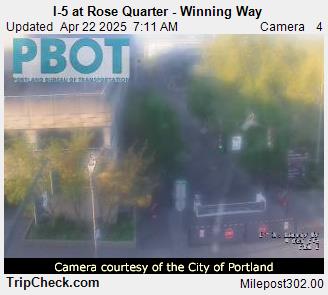 I-5 at Rose Quarter - Winning Way
Updated Apr 22 2025 7:11 AM Camera 4
PBOT
PORTLAND BUREAU OF TRANSPORTATION
Camera courtesy of the City of Portland
TripCheck.com Milepost302.00